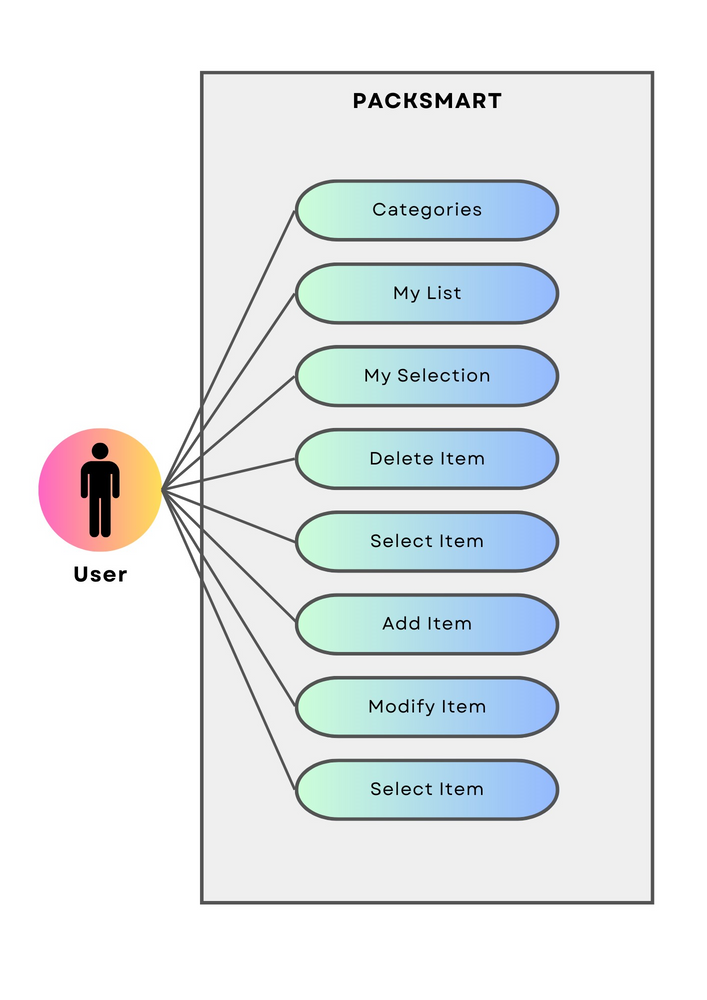 PACKSMART
Categories
My List
My Selection
Delete Item
Select Item
Add Item
Modify Item
Select Item
User